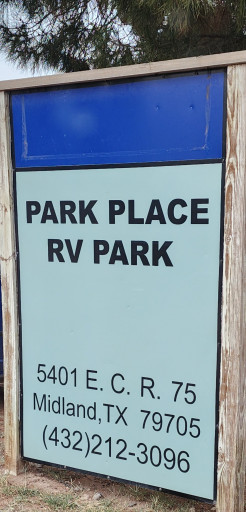 PARK PLACE
RV PARK
5401 E. C. R. 75
Midland,TX 79705
(432)212-3096